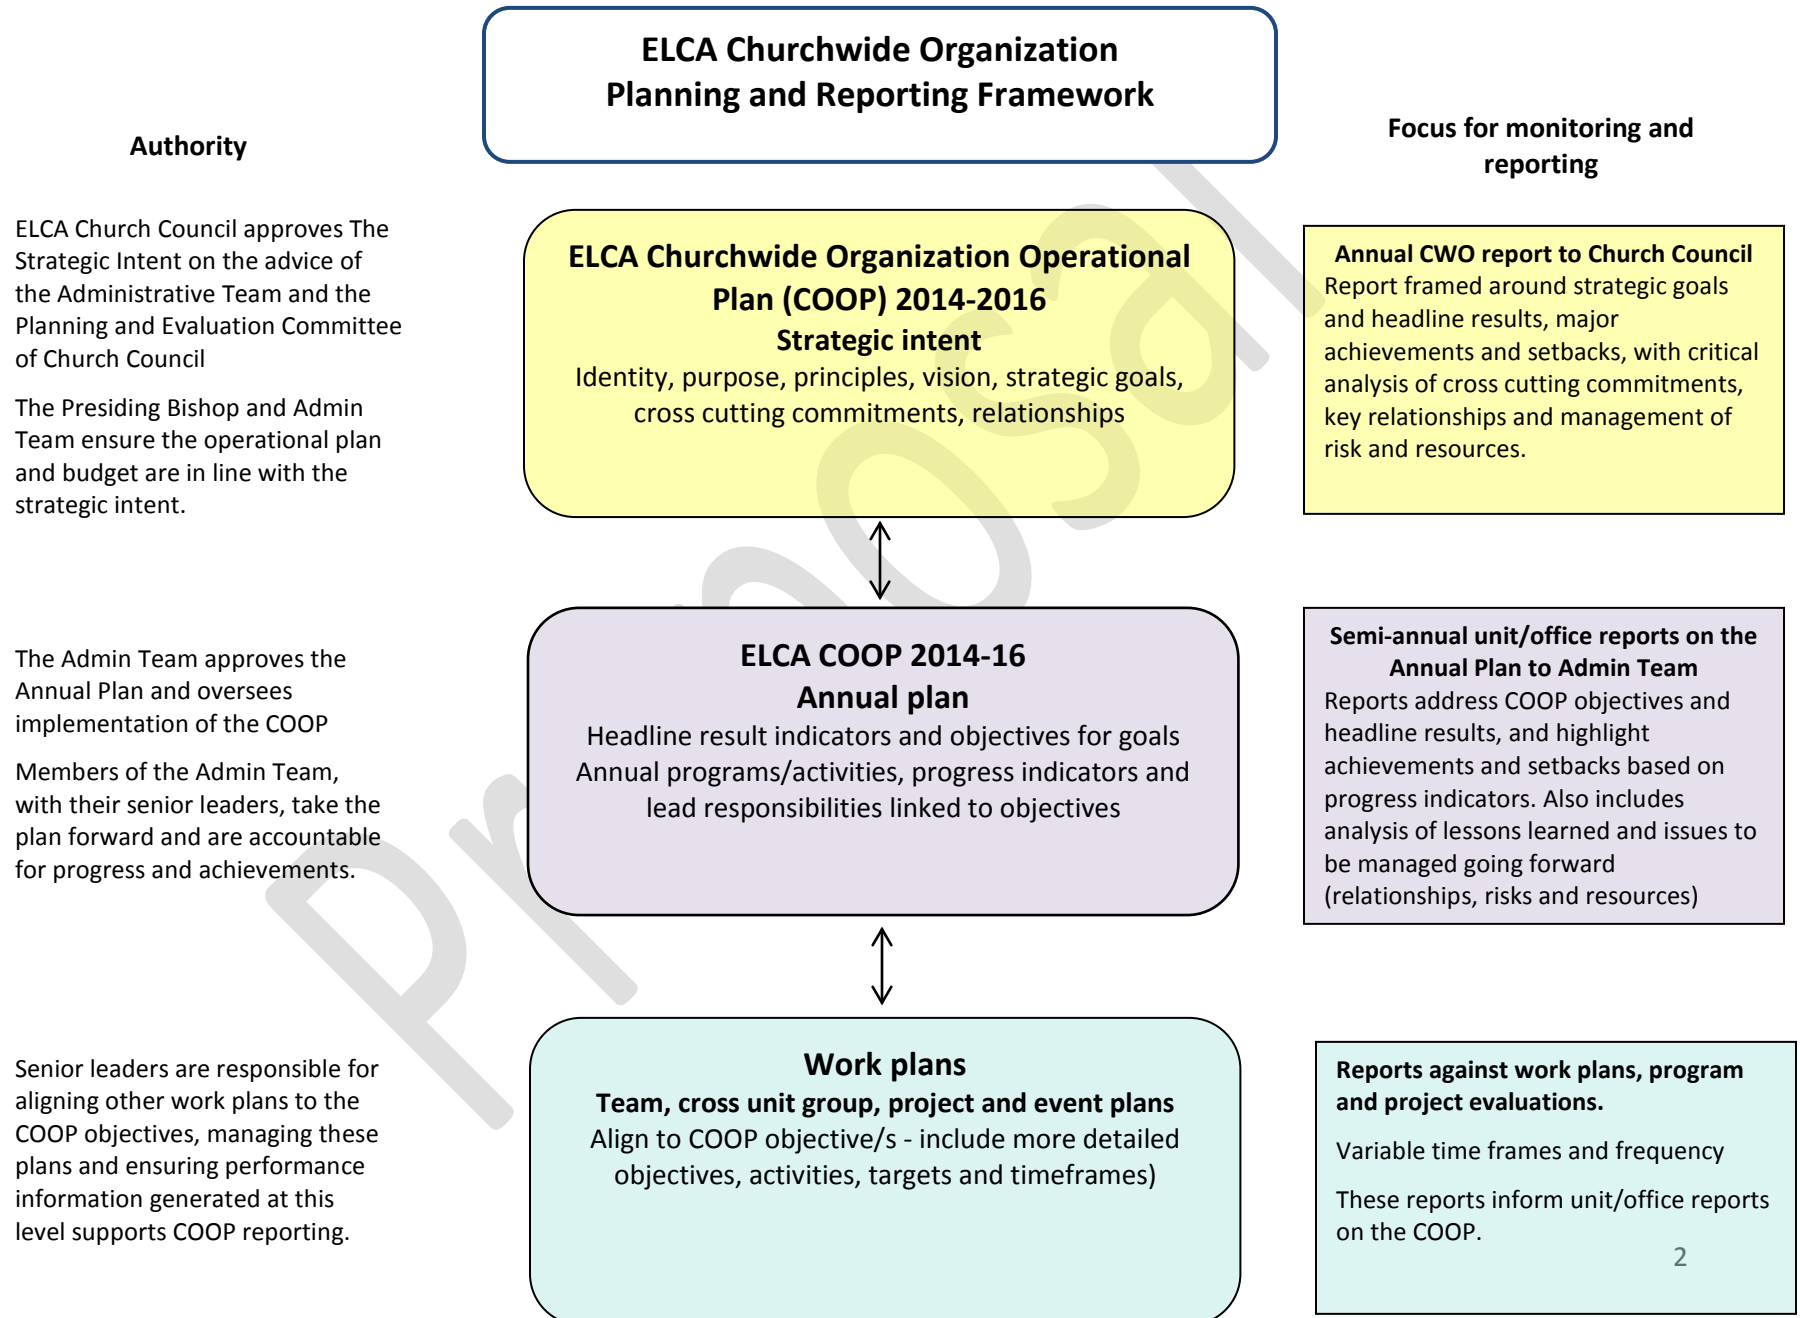 ELCA Churchwide Organization
Planning and Reporting Framework
Authority
Focus for monitoring and
reporting
ELCA Church Council approves The
Strategic Intent on the advice of
the Administrative Team and the
Planning and Evaluation Committee
of Church Council
The Presiding Bishop and Admin
Team ensure the operational plan
and budget are in line with the
strategic intent.
ELCA Churchwide Organization Operational
Plan (COOP) 2014-2016
Strategic intent
Identity, purpose, principles, vision, strategic goals,
cross cutting commitments, relationships
Annual CWO report to Church Council
Report framed around strategic goals
and headline results, major
achievements and setbacks, with critical
analysis of cross cutting commitments,
key relationships and management of
risk and resources.
The Admin Team approves the
Annual Plan and oversees
implementation of the COOP
Members of the Admin Team,
with their senior leaders, take the
plan forward and are accountable
for progress and achievements.
ELCA COOP 2014-16
Annual plan
Headline result indicators and objectives for goals
Annual programs/activities, progress indicators and
lead responsibilities linked to objectives
Semi-annual unit/office reports on the
Annual Plan to Admin Team
Reports address COOP objectives and
headline results, and highlight
achievements and setbacks based on
progress indicators. Also includes
analysis of lessons learned and issues to
be managed going forward
(relationships, risks and resources)
Senior leaders are responsible for
aligning other work plans to the
COOP objectives, managing these
plans and ensuring performance
information generated at this
level supports COOP reporting.
Work plans
Team, cross unit group, project and event plans
Align to COOP objective/s - include more detailed
objectives, activities, targets and timeframes)
Reports against work plans, program
and project evaluations.
Variable time frames and frequency
These reports inform unit/office reports
on the COOP.
2
Proposal